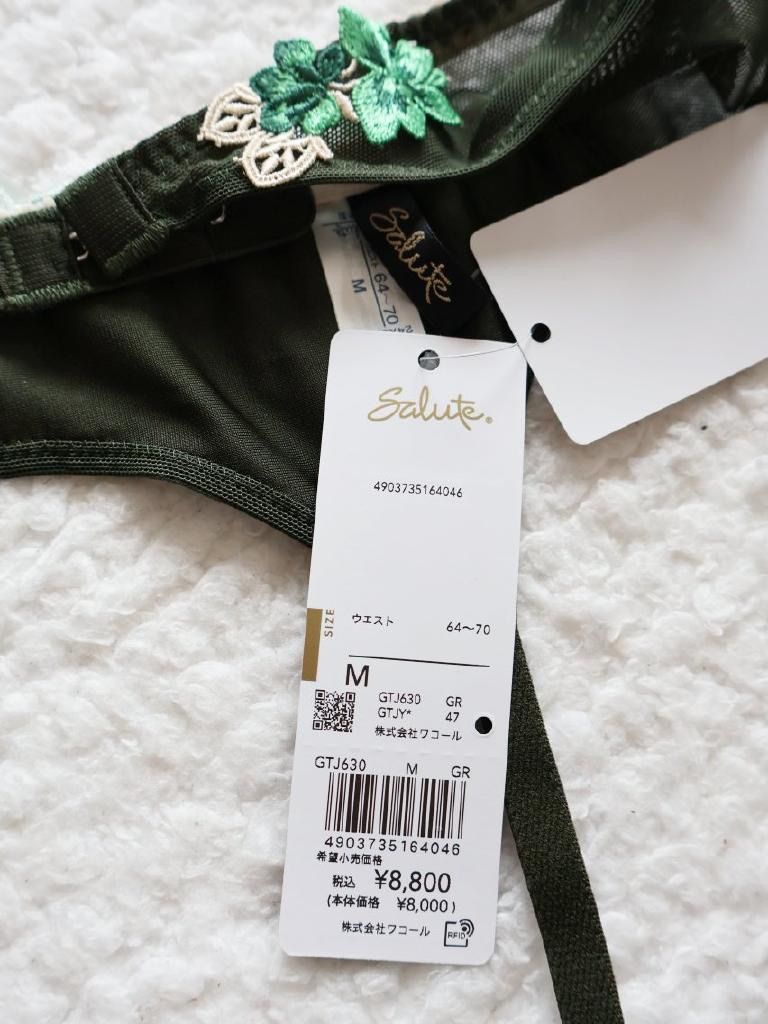 Salute
64〜70
M
Salute®
4903735164046
SIZE
ウエスト 64〜70
M
GTJ630 GR
GTJY* 47
株式会社ワコール
GTJ630 M GR
4903735164046
希望小売価格
税込 ¥8,800
(本体価格 ¥8,000)
株式会社ワコール
RFID